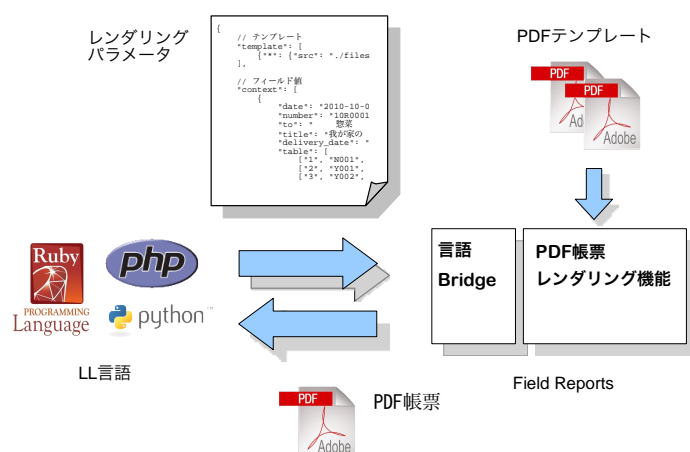 レンダリング
パラメータ
{
// テンプレート
"template": [
{"*": {"src": "./files
],
// フィールド値
"context": [
{
"date": "2010-10-0
"number": "10R0001
"to": "    惣菜
"title": "我が家の
"delivery_date": "
"table": [
["1", "N001",
["2", "Y001",
["3", "Y002",
PDFテンプレート
PDF
PDF
Ad
Adobe
Ruby
PROGRAMMING
Language
php
python™
LL言語
言語
Bridge
PDF帳票
レンダリング機能
Field Reports
PDF
Adobe
PDF帳票